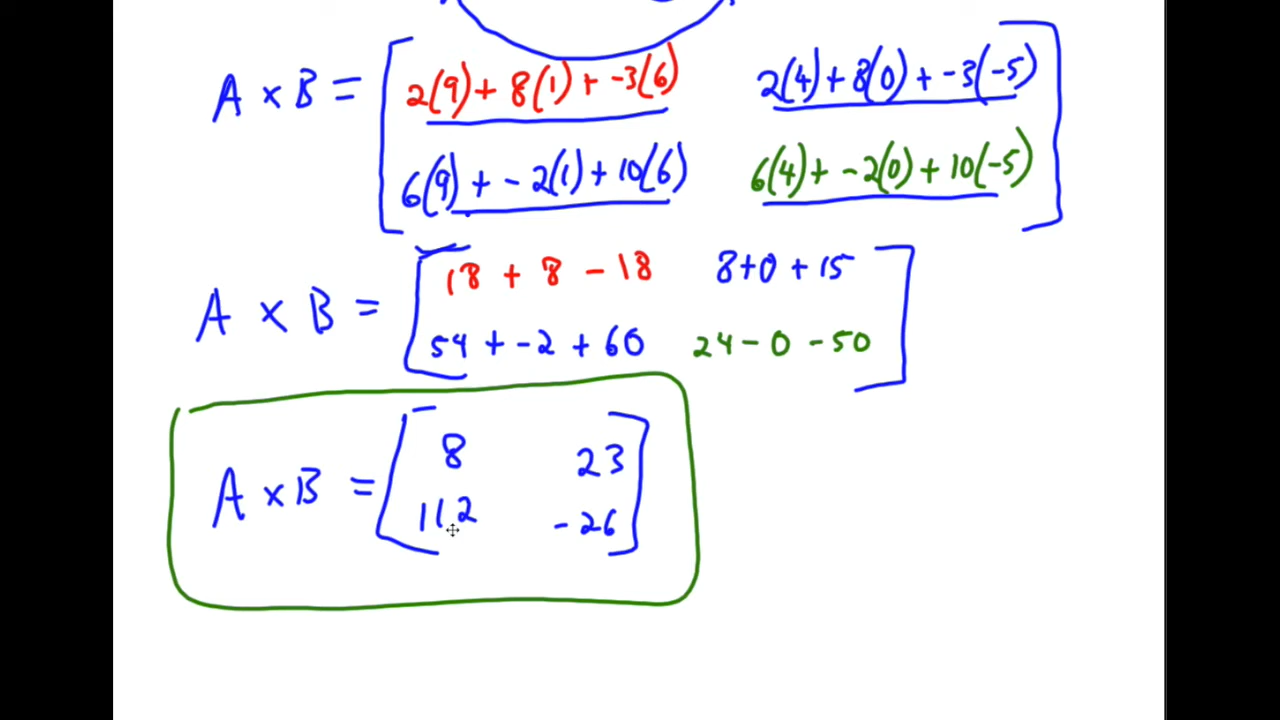 A × B = [ 2(9) + 8(1) + -3(6) 2(4) + 8(0) + -3(-5)
6(9) + -2(1) + 10(6) 6(4) + -2(0) + 10(-5) ]
A × B = [ 18 + 8 - 18 8+0 + 15
54 + -2 + 60 24 - 0 - 50 ]
A × B = [ 8 23
112 -26 ]